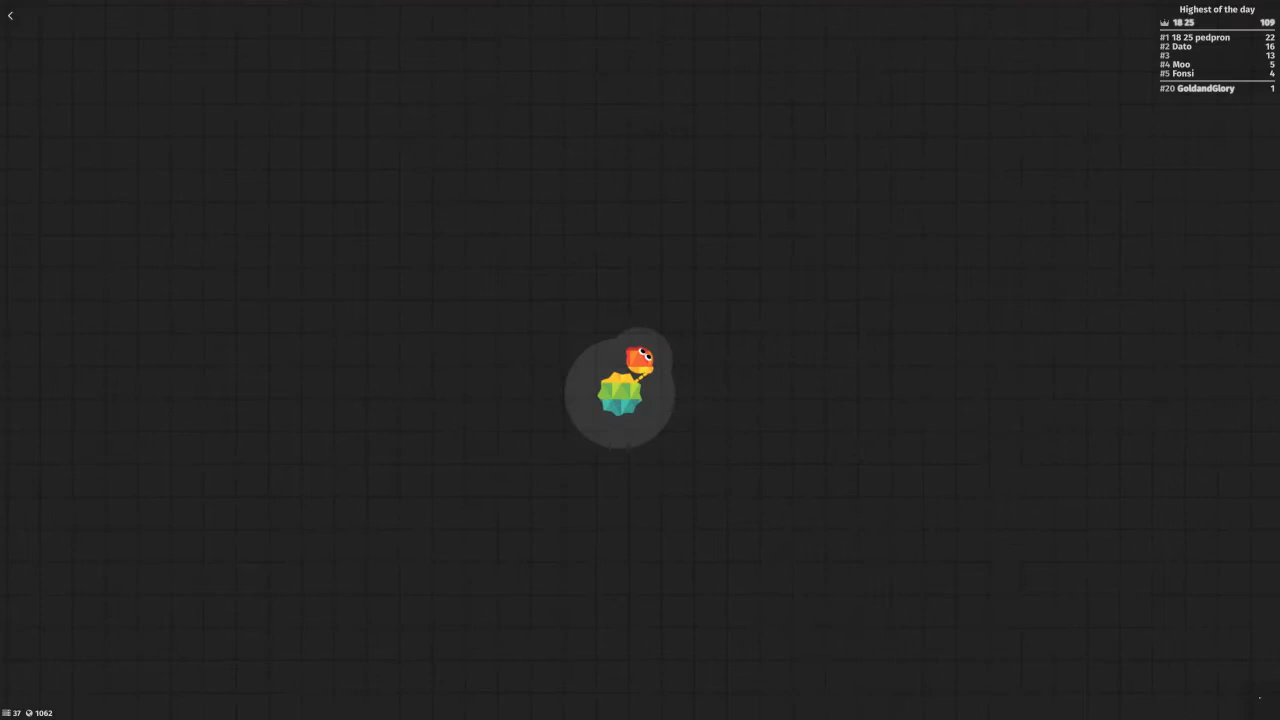 Highest of the day
18 25 109
#1 18 25 pedpron 22
#2 Dato 16
#3 13
#4 Moo 5
#5 Fonsi 4
#20 GoldandGlory 1
37 1062